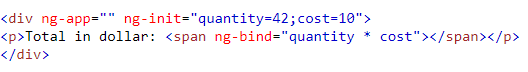 <div ng-app="" ng-init="quantity=42;cost=10">
<p>Total in dollar: <span ng-bind="quantity * cost"></span></p>
</div>